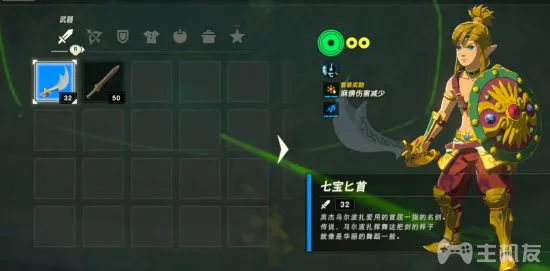 武器
R
32
50
套装奖励
麻痹伤害减少
七宝匕首
32
英杰乌尔波扎爱用的首屈一指的名剑。
传说，乌尔波扎挥舞这把剑的样子
就像是华丽的舞蹈一般。
主机友